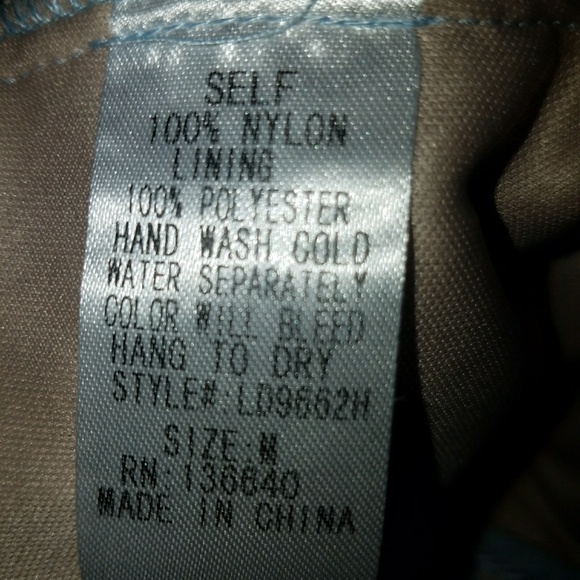 SELF
100% NYLON
LINING
100% POLYESTER
HAND WASH COLD
WATER SEPARATELY
COLOR WILL BLEED
HANG TO DRY
STYLE#:LD9662H
SIZE:M
RN:136640
MADE IN CHINA